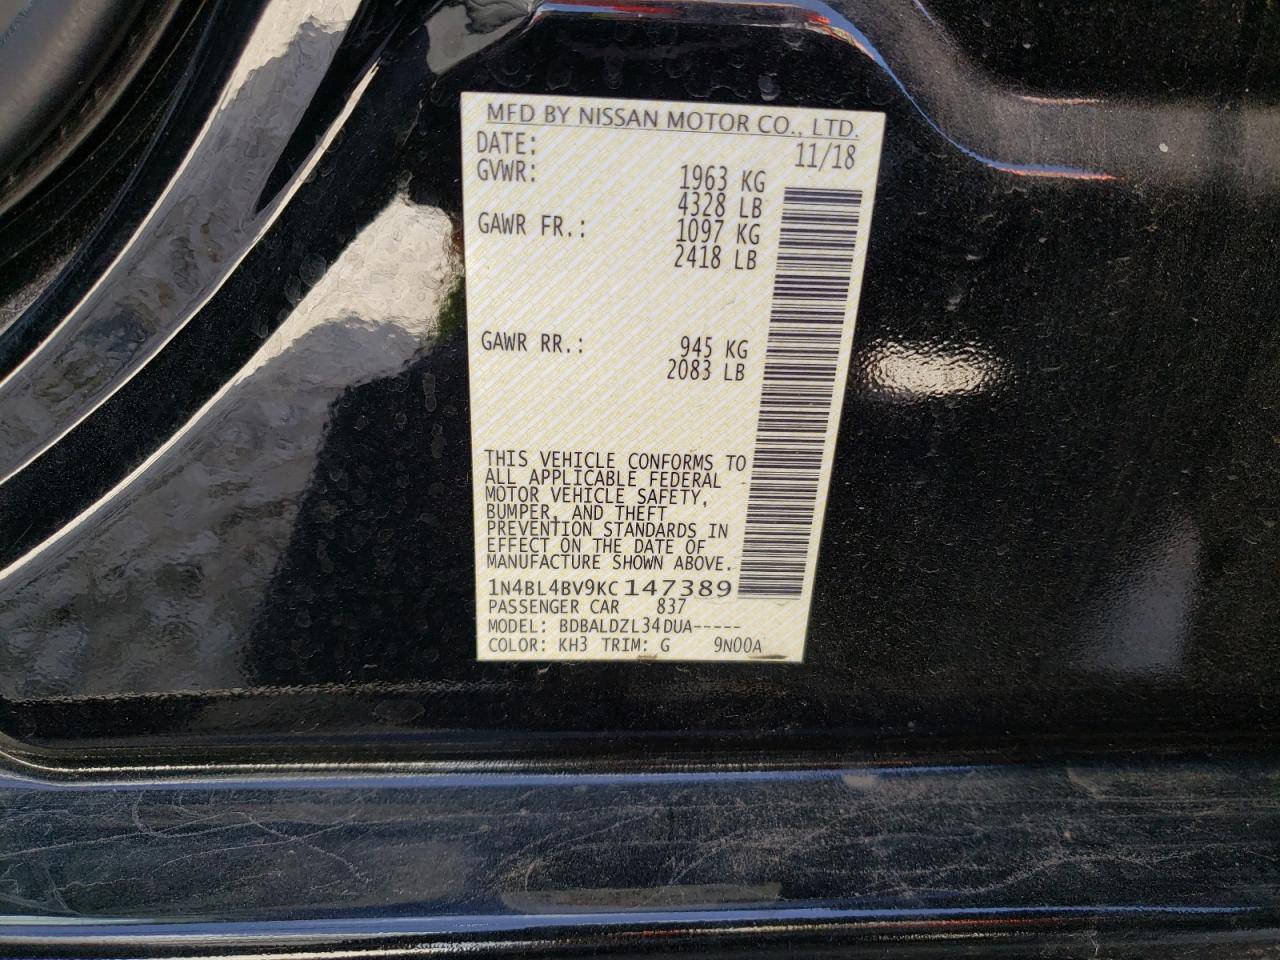 MFD BY NISSAN MOTOR CO., LTD.
DATE: 11/18
GVWR: 1963 KG
4328 LB
GAWR FR.: 1097 KG
2418 LB
GAWR RR.: 945 KG
2083 LB
THIS VEHICLE CONFORMS TO
ALL APPLICABLE FEDERAL
MOTOR VEHICLE SAFETY,
BUMPER, AND THEFT
PREVENTION STANDARDS IN
EFFECT ON THE DATE OF
MANUFACTURE SHOWN ABOVE.
1N4BL4BV9KC147389
PASSENGER CAR 837
MODEL: BDBALDZL34DUA-----
COLOR: KH3 TRIM: G 9N00A